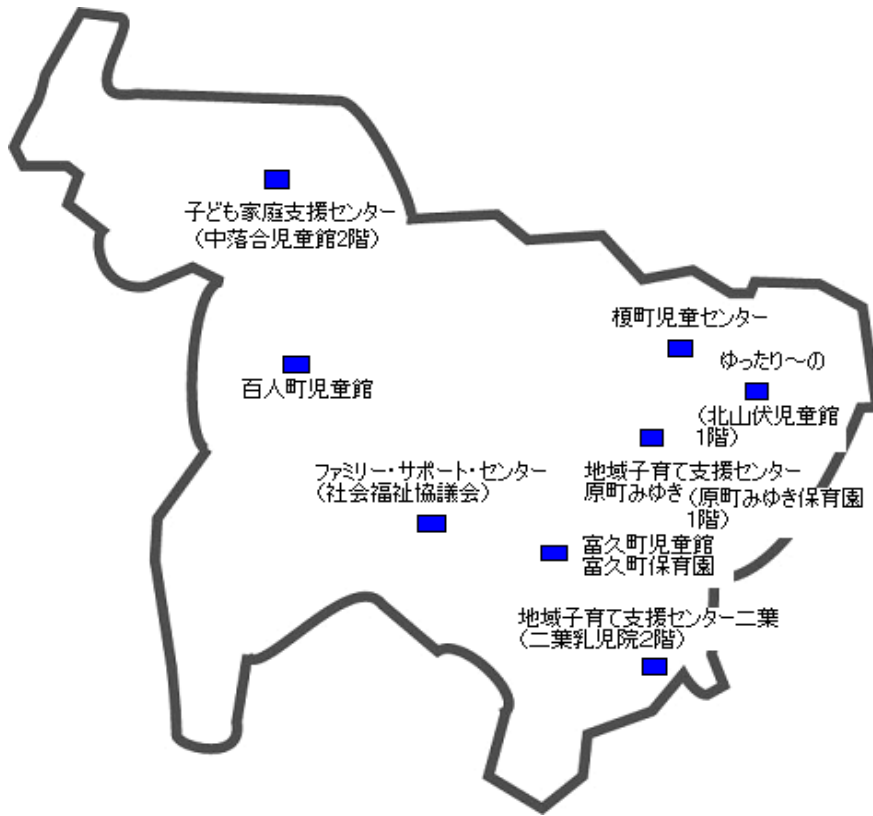 子ども家庭支援センター
（中落合児童館2階）
榎町児童センター
ゆったり～の
（北山伏児童館
1階）
百人町児童館
ファミリー・サポート・センター
（社会福祉協議会）
地域子育て支援センター
原町みゆき（原町みゆき保育園
1階）
富久町児童館
富久町保育園
地域子育て支援センター二葉
（二葉乳児院2階）